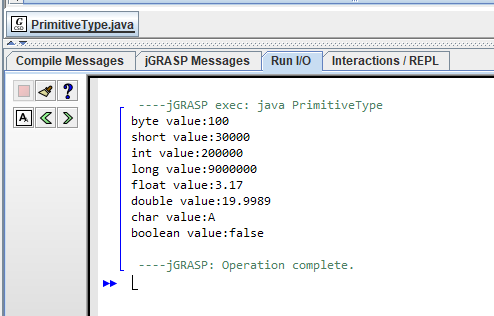 G
CSD
PrimitiveType.java
Compile Messages jGRASP Messages Run I/O Interactions / REPL
?
A
----jGRASP exec: java PrimitiveType
byte value:100
short value:30000
int value:200000
long value:9000000
float value:3.17
double value:19.9989
char value:A
boolean value:false
----jGRASP: Operation complete.